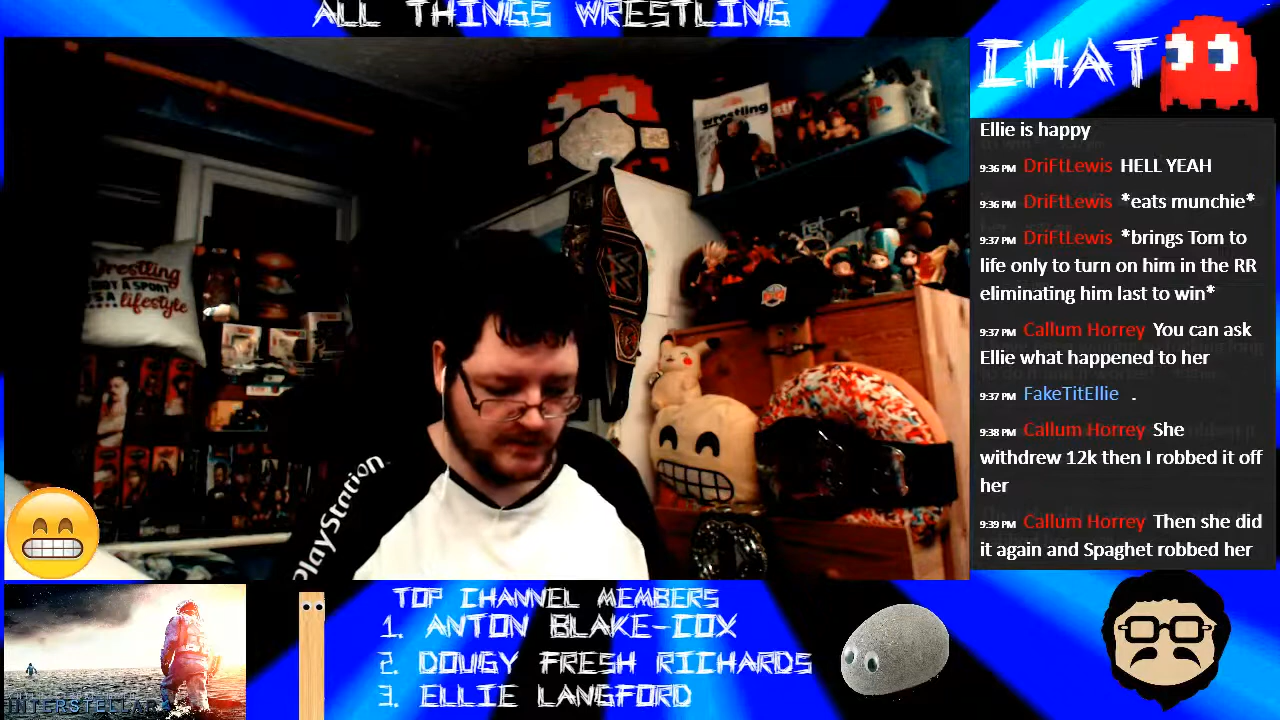 ALL THINGS WRESTLING
CHAT
Ellie is happy
9:36 PM DriFtLewis HELL YEAH
9:36 PM DriFtLewis *eats munchie*
9:37 PM DriFtLewis *brings Tom to
life only to turn on him in the RR
eliminating him last to win*
9:37 PM Callum Horrey You can ask
Ellie what happened to her
9:37 PM FakeTitEllie .
9:38 PM Callum Horrey She
withdrew 12k then I robbed it off
her
9:39 PM Callum Horrey Then she did
it again and Spaghet robbed her
wrestling
wrestling
NOT A SPORT
IT'S A lifestyle
PlayStation
TOP CHANNEL MEMBERS
1. ANTON BLAKE-COX
2. DOUGY FRESH RICHARDS
3. ELLIE LANGFORD